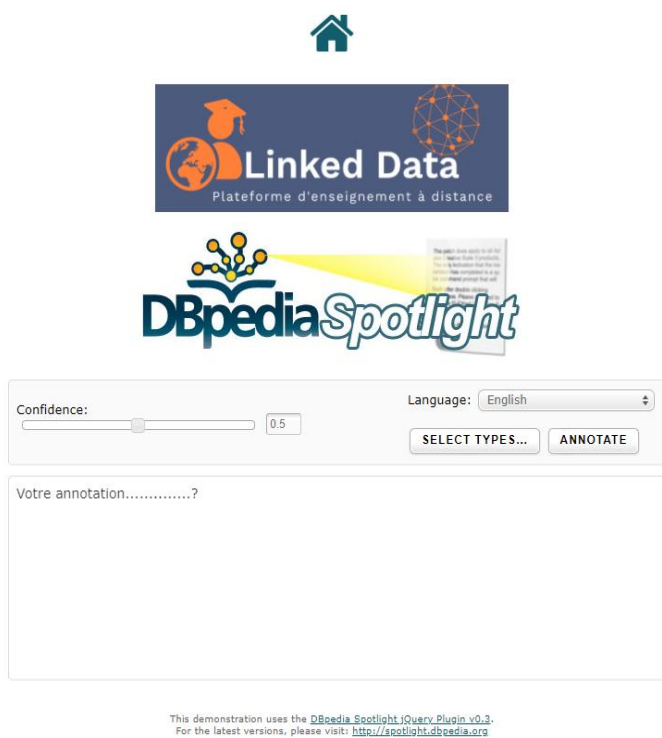 Linked Data
Plateforme d'enseignement à distance
DBpedia Spotlight
Confidence:
0.5
Language: English
SELECT TYPES... ANNOTATE
Votre annotation..............?
This demonstration uses the DBpedia Spotlight jQuery Plugin v0.3.
For the latest versions, please visit: http://spotlight.dbpedia.org